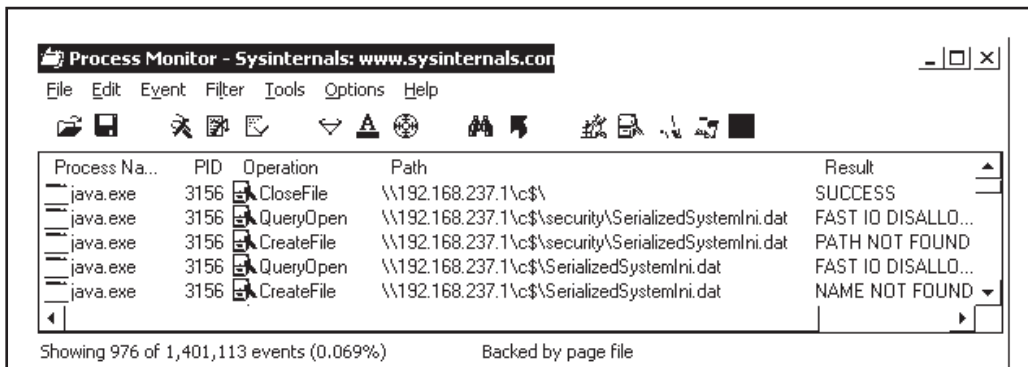 Process Monitor - Sysinternals: www.sysinternals.con
File Edit Event Filter Tools Options Help
Process Na... PID Operation Path Result
java.exe 3156 CloseFile \\192.168.237.1\c$\ SUCCESS
java.exe 3156 QueryOpen \\192.168.237.1\c$\security\SerializedSystemIni.dat FAST IO DISALLO...
java.exe 3156 CreateFile \\192.168.237.1\c$\security\SerializedSystemIni.dat PATH NOT FOUND
java.exe 3156 QueryOpen \\192.168.237.1\c$\SerializedSystemIni.dat FAST IO DISALLO...
java.exe 3156 CreateFile \\192.168.237.1\c$\SerializedSystemIni.dat NAME NOT FOUND
Showing 976 of 1,401,113 events (0.069%) Backed by page file